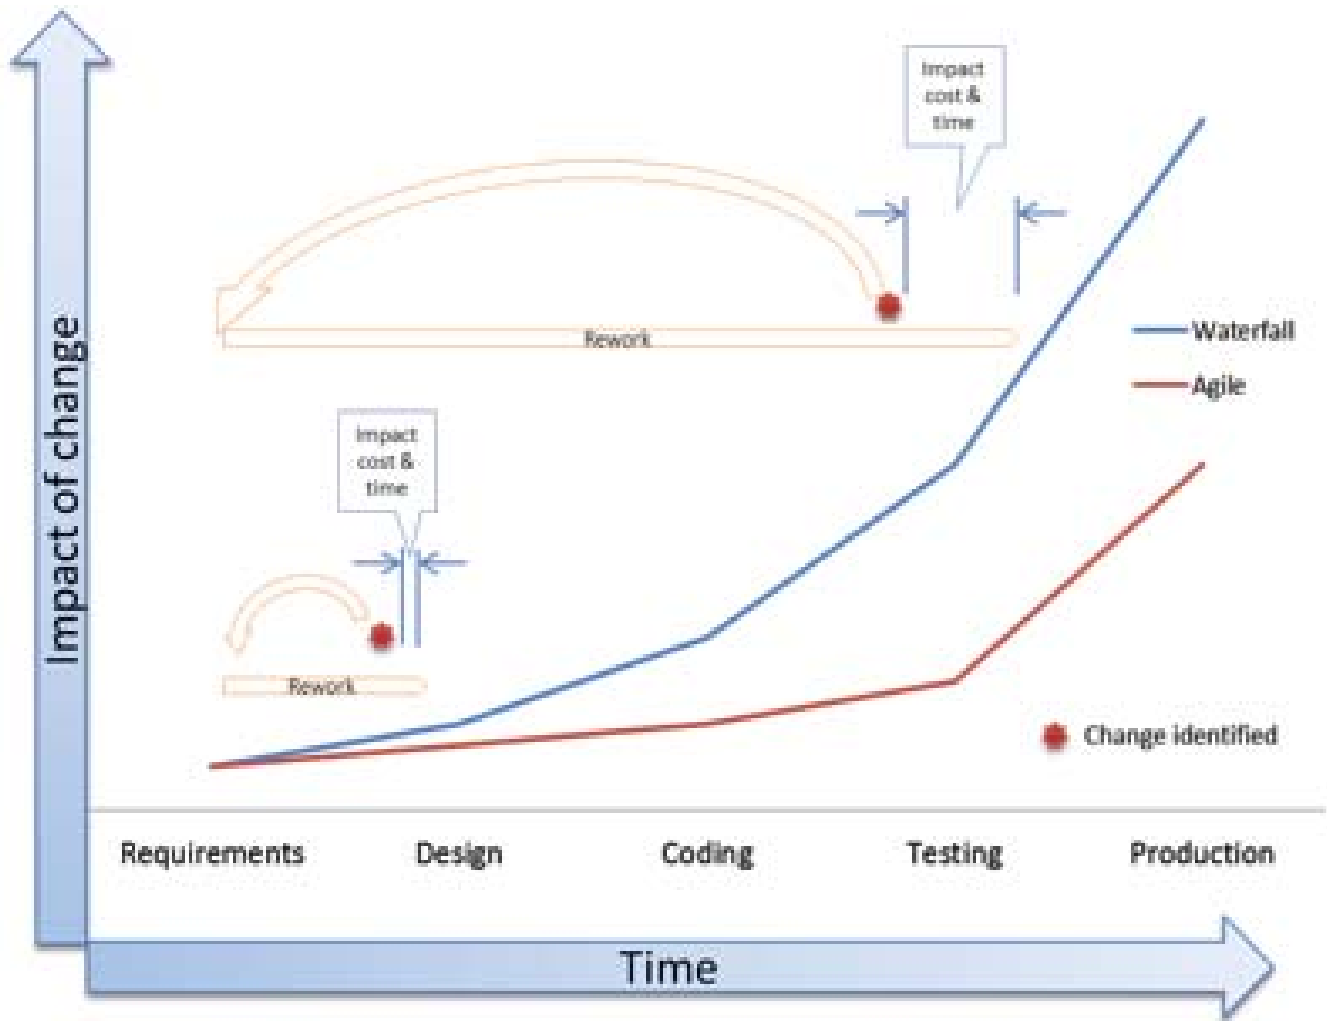 Impact
cost &
time
Rework
Waterfall
Agile
Impact
cost &
time
Impact of change
Rework
Change identified
Requirements
Design
Coding
Testing
Production
Time